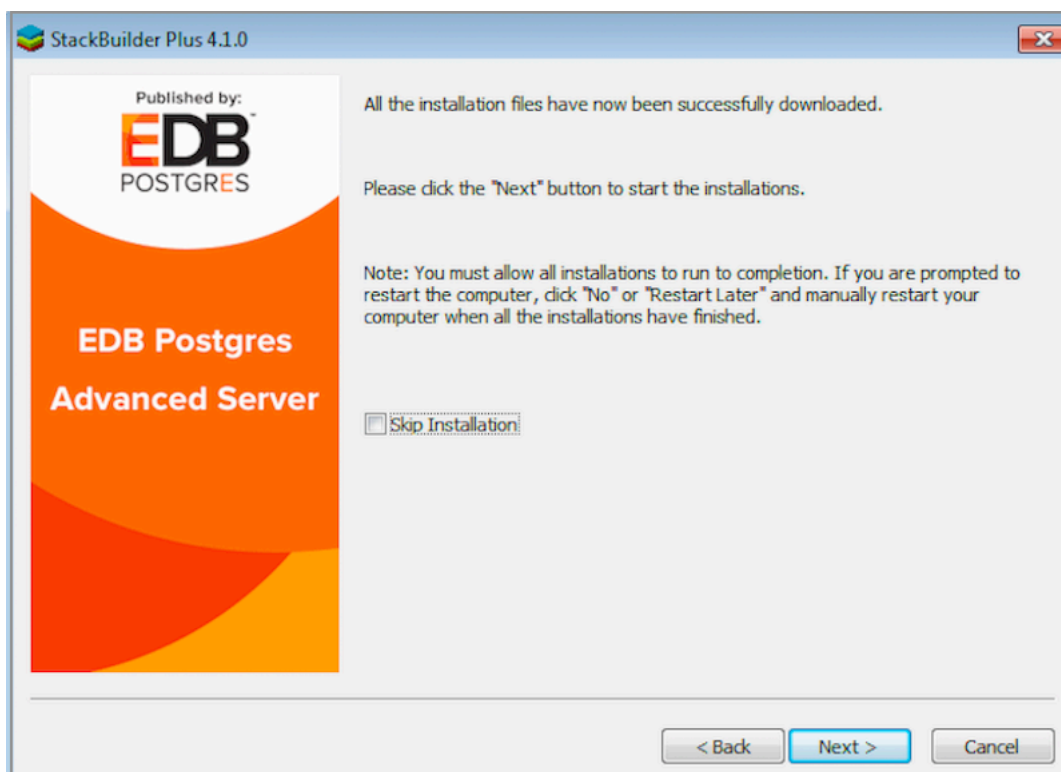 StackBuilder Plus 4.1.0
Published by:
EDB™
POSTGRES
EDB Postgres
Advanced Server
All the installation files have now been successfully downloaded.
Please click the "Next" button to start the installations.
Note: You must allow all installations to run to completion. If you are prompted to
restart the computer, click "No" or "Restart Later" and manually restart your
computer when all the installations have finished.
Skip Installation
< Back
Next >
Cancel